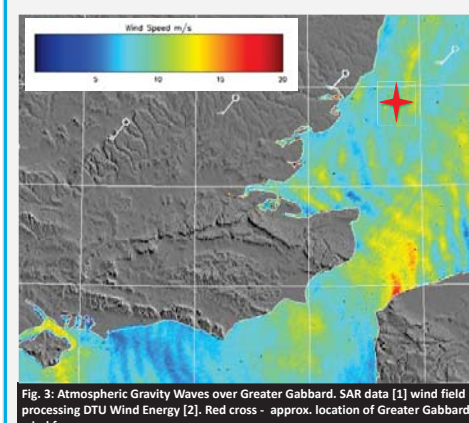 Wind Speed m/s
5 10 15 20
Fig. 3: Atmospheric Gravity Waves over Greater Gabbard. SAR data [1] wind field
processing DTU Wind Energy [2]. Red cross - approx. location of Greater Gabbard